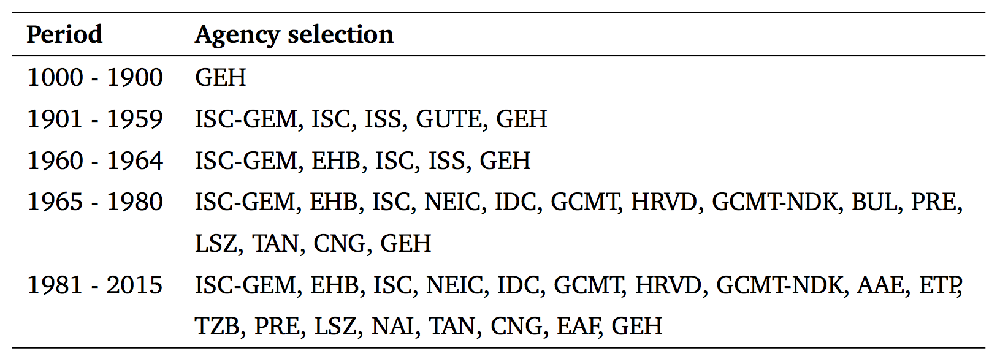 Period Agency selection
1000 - 1900 GEH
1901 - 1959 ISC-GEM, ISC, ISS, GUTE, GEH
1960 - 1964 ISC-GEM, EHB, ISC, ISS, GEH
1965 - 1980 ISC-GEM, EHB, ISC, NEIC, IDC, GCMT, HRVD, GCMT-NDK, BUL, PRE,
LSZ, TAN, CNG, GEH
1981 - 2015 ISC-GEM, EHB, ISC, NEIC, IDC, GCMT, HRVD, GCMT-NDK, AAE, ETP,
TZB, PRE, LSZ, NAI, TAN, CNG, EAF, GEH